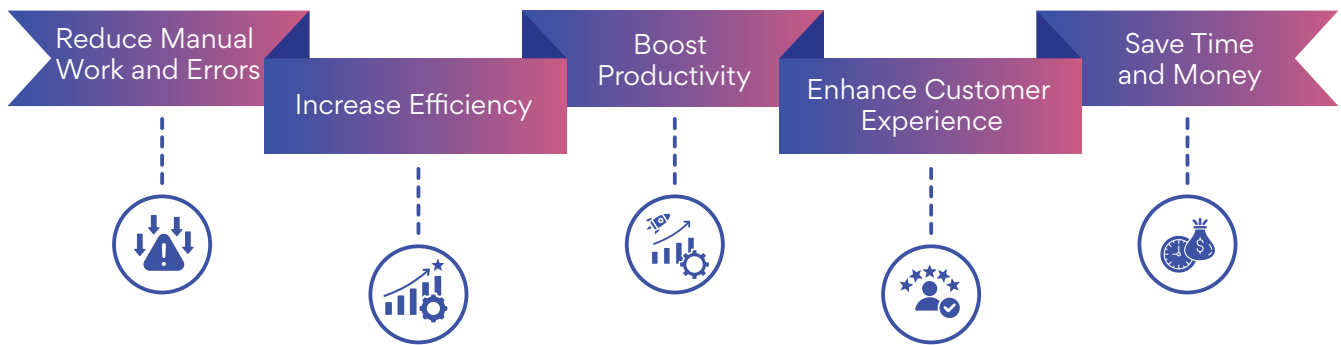 Reduce Manual
Work and Errors
Increase Efficiency
Boost
Productivity
Enhance Customer
Experience
Save Time
and Money
$